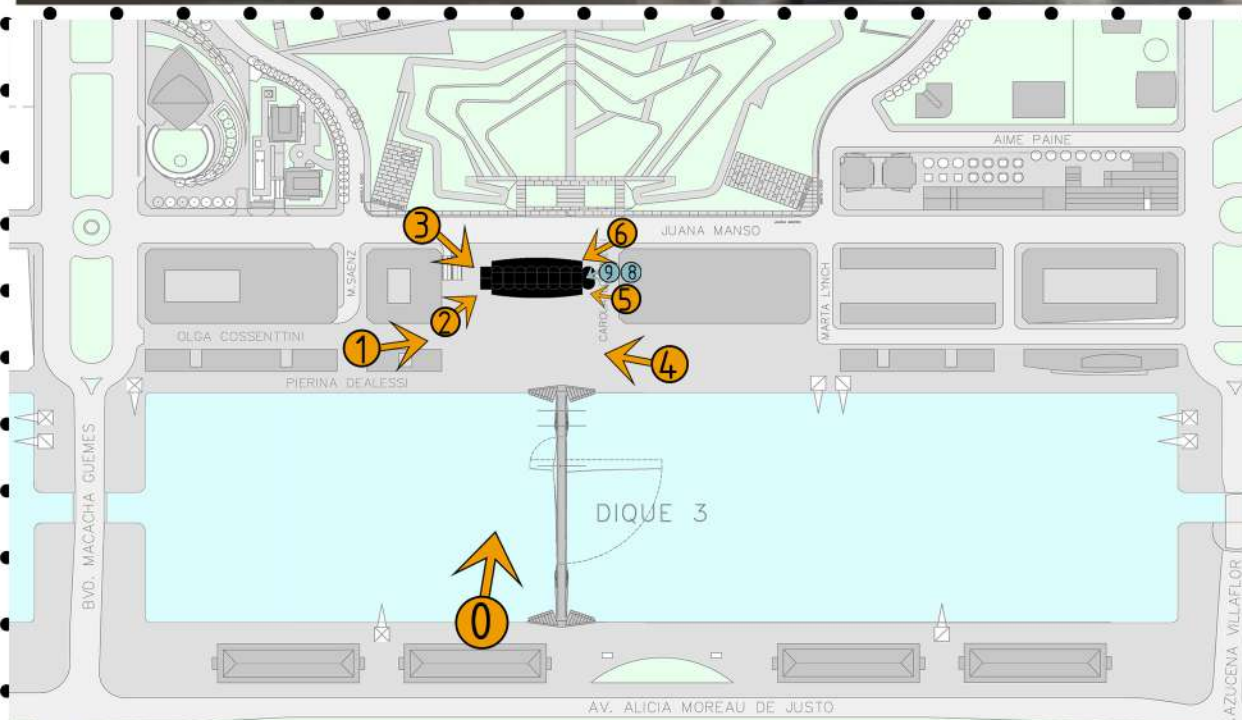 AIME PAINE
JUANA MANSO
3
6
9
8
M.SAENZ
5
2
MARTA LYNCH
OLGA COSSENTTINI
1
4
PIERINA DEALESSI
BVD. MACACHA GUEMES
DIQUE 3
0
AZUCENA VILLAFLOR
AV. ALICIA MOREAU DE JUSTO